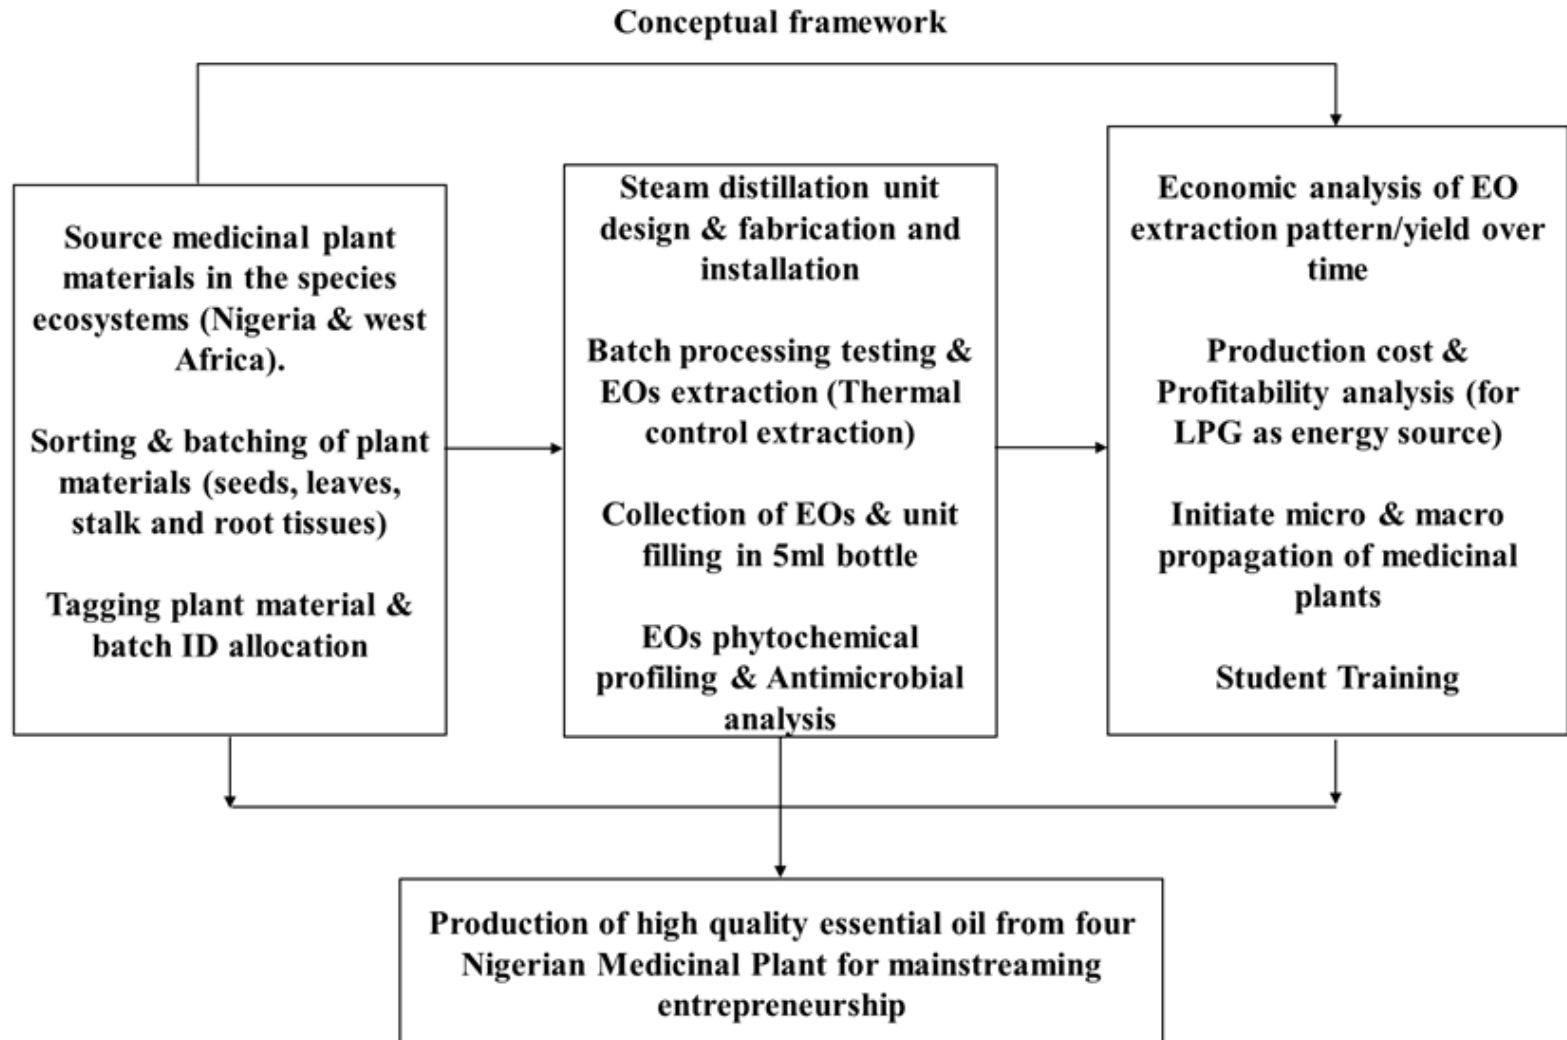 Conceptual framework
Source medicinal plant
materials in the species
ecosystems (Nigeria & west
Africa).
Sorting & batching of plant
materials (seeds, leaves,
stalk and root tissues)
Tagging plant material &
batch ID allocation
Steam distillation unit
design & fabrication and
installation
Batch processing testing &
EOs extraction (Thermal
control extraction)
Collection of EOs & unit
filling in 5ml bottle
EOs phytochemical
profiling & Antimicrobial
analysis
Economic analysis of EO
extraction pattern/yield over
time
Production cost &
Profitability analysis (for
LPG as energy source)
Initiate micro & macro
propagation of medicinal
plants
Student Training
Production of high quality essential oil from four
Nigerian Medicinal Plant for mainstreaming
entrepreneurship